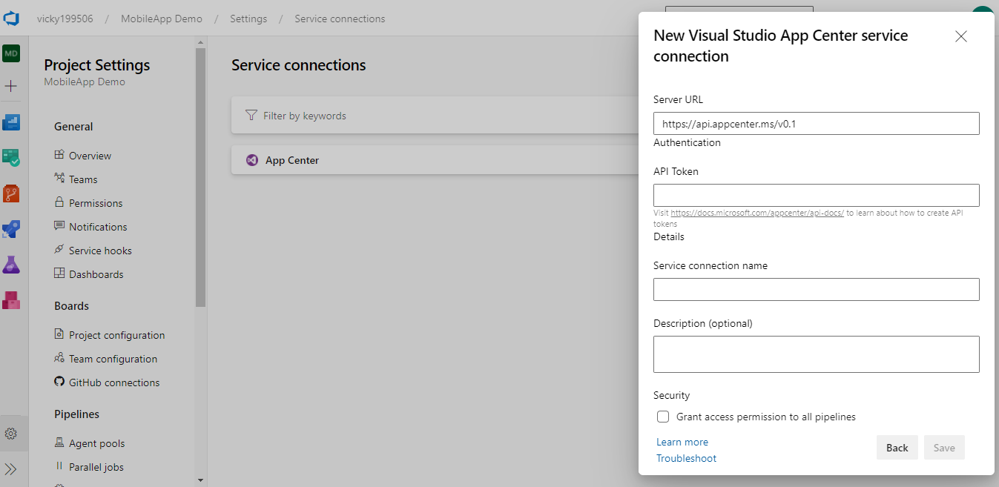 vicky199506 / MobileApp Demo / Settings / Service connections
MD
Project Settings
MobileApp Demo
General
Overview
Teams
Permissions
Notifications
Service hooks
Dashboards
Boards
Project configuration
Team configuration
GitHub connections
Pipelines
Agent pools
Parallel jobs
Service connections
Filter by keywords
App Center
New Visual Studio App Center service
connection
Server URL
https://api.appcenter.ms/v0.1
Authentication
API Token
Visit https://docs.microsoft.com/appcenter/api-docs/ to learn about how to create API
tokens
Details
Service connection name
Description (optional)
Security
Grant access permission to all pipelines
Learn more
Troubleshoot
Back
Save